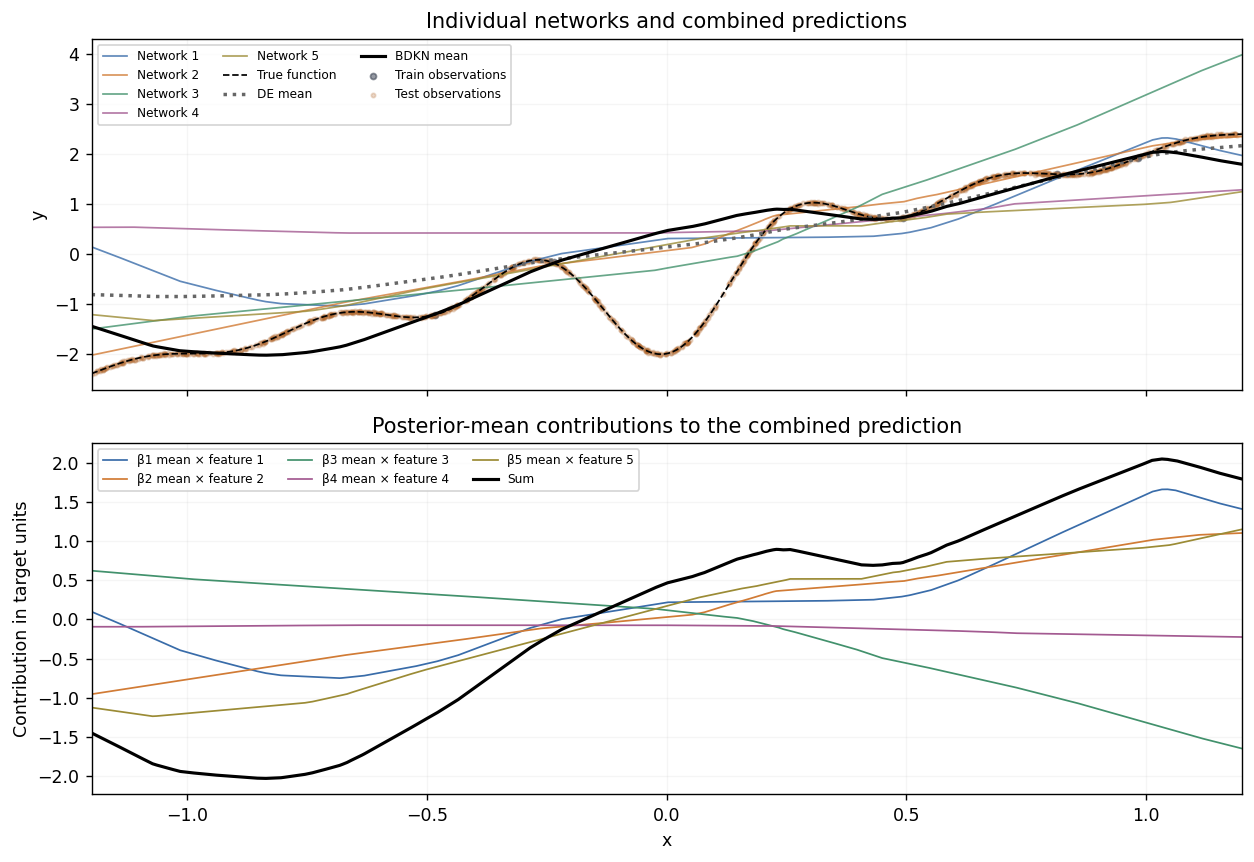 Individual networks and combined predictions
Network 1
Network 2
Network 3
Network 4
Network 5
True function
DE mean
BDKN mean
Train observations
Test observations
4
3
2
1
0
−1
−2
y
Posterior-mean contributions to the combined prediction
β1 mean × feature 1
β2 mean × feature 2
β3 mean × feature 3
β4 mean × feature 4
β5 mean × feature 5
Sum
2.0
1.5
1.0
0.5
0.0
−0.5
−1.0
−1.5
−2.0
Contribution in target units
−1.0
−0.5
0.0
0.5
1.0
x